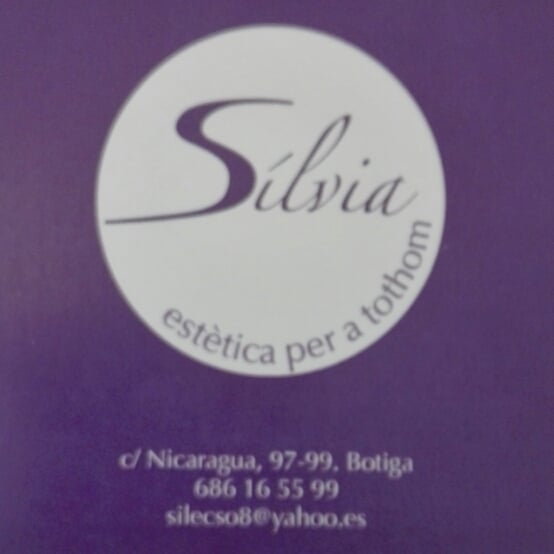 Sílvia
estètica per a tothom
c/ Nicaragua, 97-99. Botiga
686 16 55 99
silecso8@yahoo.es